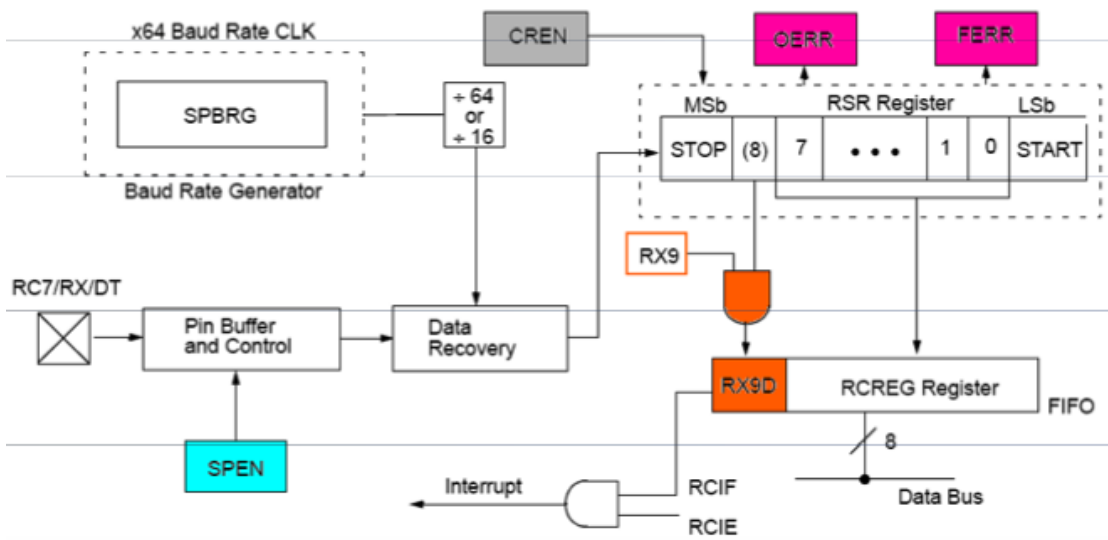 x64 Baud Rate CLK
CREN
OERR
FERR
SPBRG
÷ 64
or
÷ 16
MSb
RSR Register
LSb
STOP
(8)
7
• • •
1
0
START
Baud Rate Generator
RX9
RC7/RX/DT
Pin Buffer
and Control
Data
Recovery
RX9D
RCREG Register
FIFO
SPEN
8
Interrupt
RCIF
RCIE
Data Bus